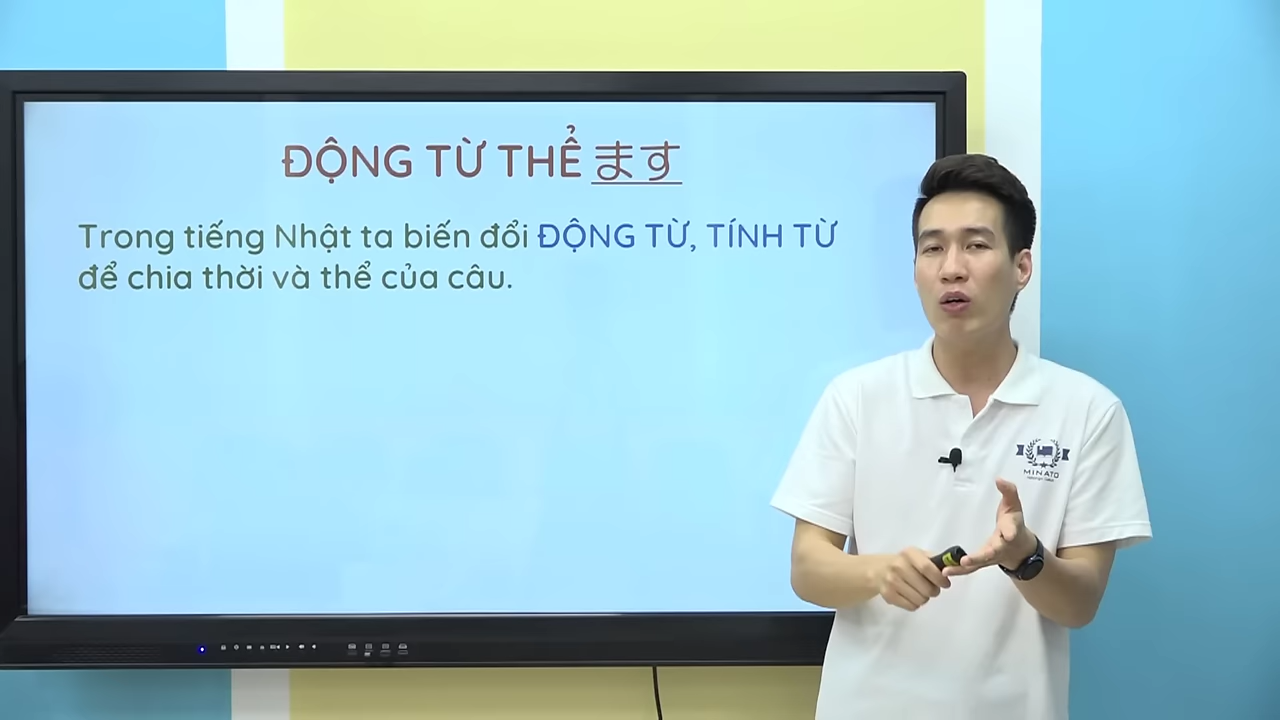 ĐỘNG TỪ THỂ ます
Trong tiếng Nhật ta biến đổi ĐỘNG TỪ, TÍNH TỪ
để chia thời và thể của câu.
MINATO